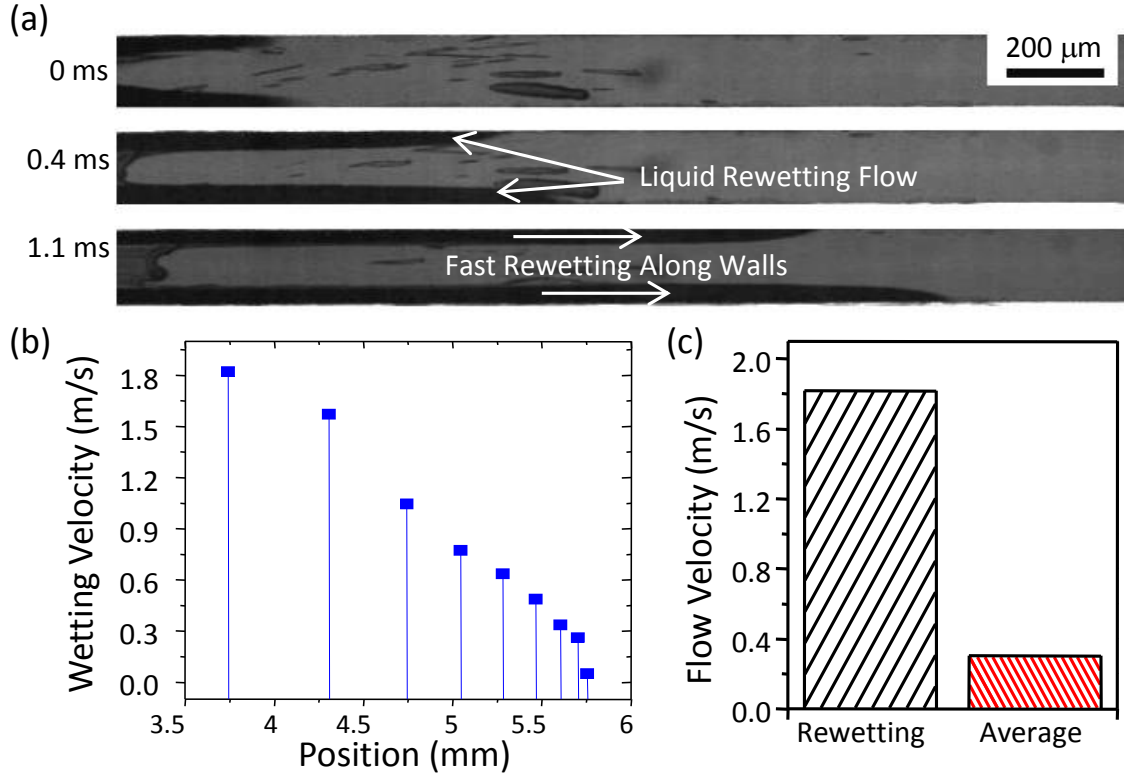 (a)
0 ms
200 µm
0.4 ms
Liquid Rewetting Flow
1.1 ms
Fast Rewetting Along Walls
(b)
Wetting Velocity (m/s)
1.8
1.5
1.2
0.9
0.6
0.3
0.0
3.5 4 4.5 5 5.5 6
Position (mm)
(c)
Flow Velocity (m/s)
2.0
1.6
1.2
0.8
0.4
0.0
Rewetting Average